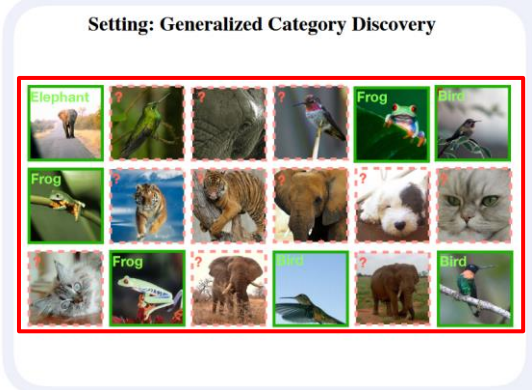 Setting: Generalized Category Discovery
Elephant ? ? ? Frog Bird
Frog ? ? ? ? ?
? Frog ? Bird ? Bird